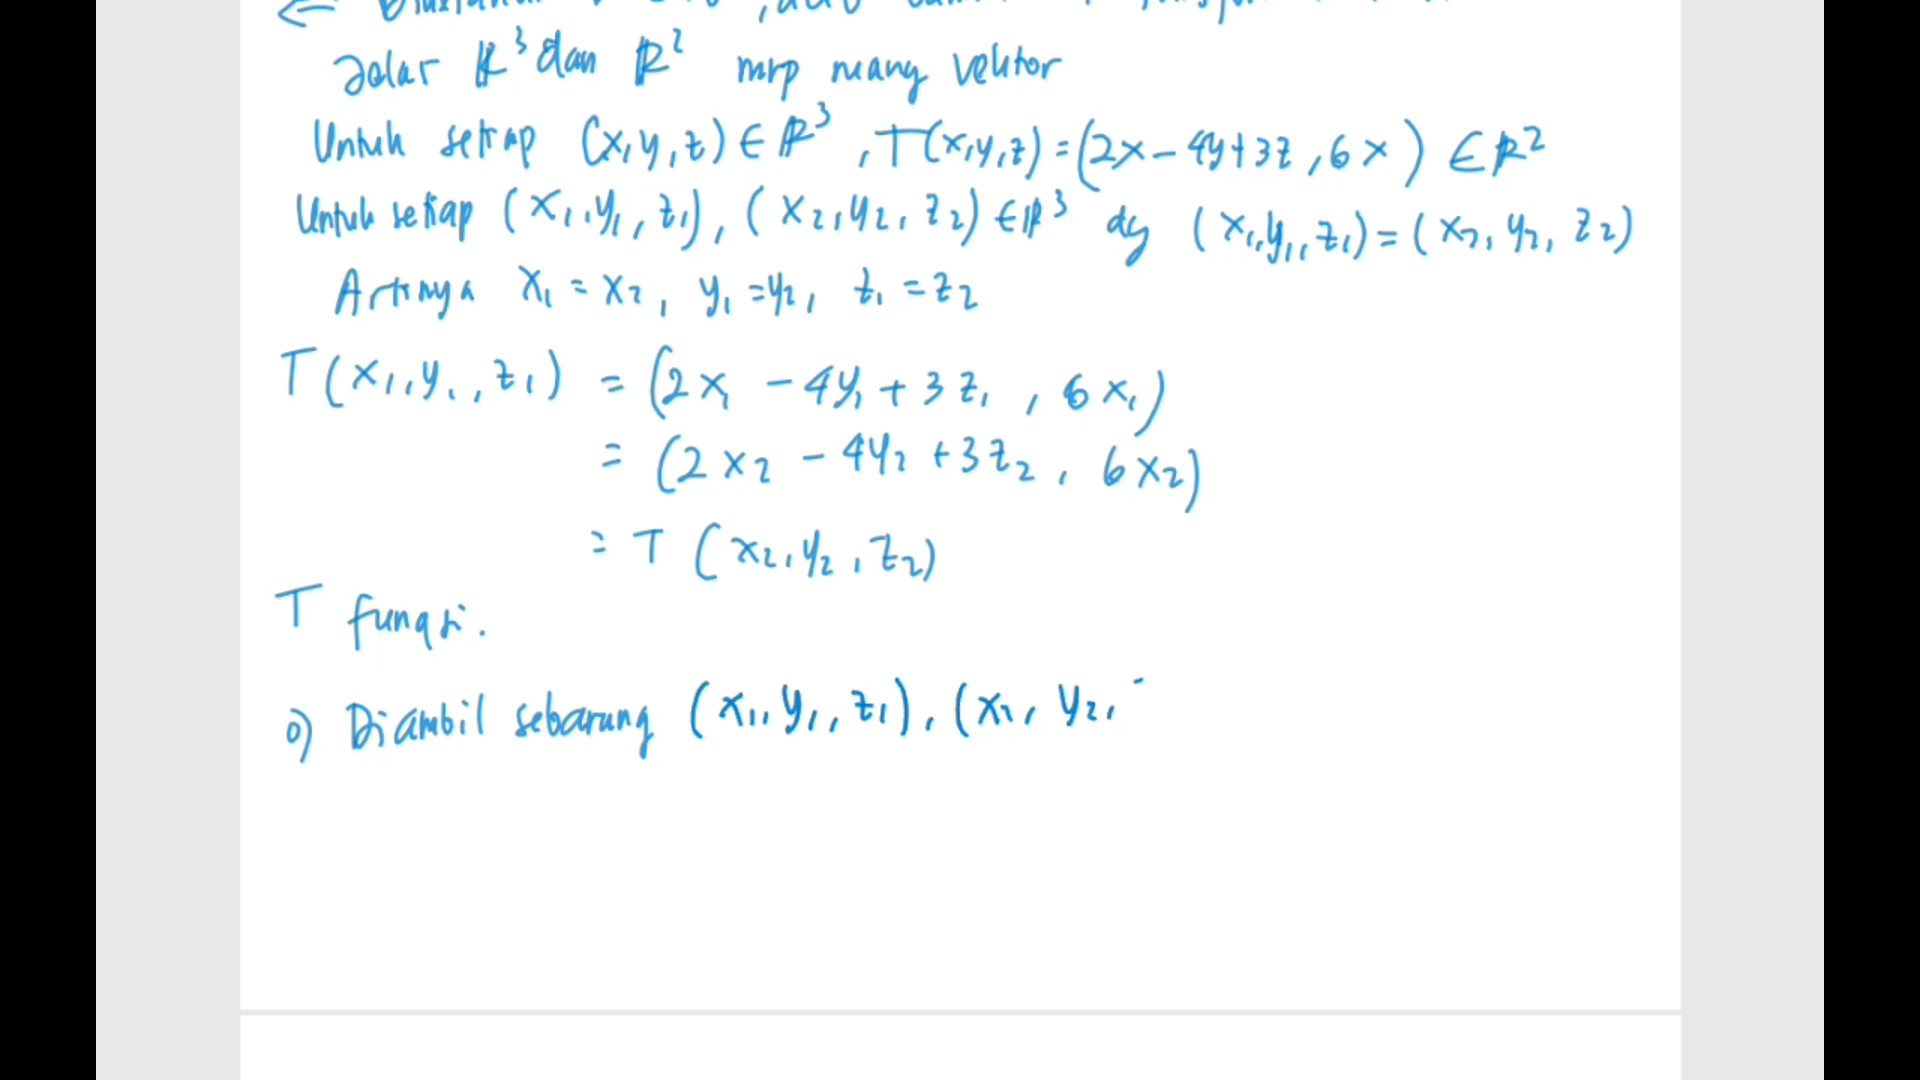 Jelas R³ dan R² mrp ruang vektor
Untuk setiap (x,y,z) ∈ R³, T(x,y,z) = (2x - 4y + 3z, 6x) ∈ R²
Untuk setiap (x₁,y₁,z₁), (x₂,y₂,z₂) ∈ R³ dg (x₁,y₁,z₁) = (x₂,y₂,z₂)
Artinya x₁ = x₂, y₁ = y₂, z₁ = z₂
T(x₁,y₁,z₁) = (2x₁ - 4y₁ + 3z₁, 6x₁)
= (2x₂ - 4y₂ + 3z₂, 6x₂)
= T(x₂,y₂,z₂)
T fungsi.
o) Diambil sebarang (x₁,y₁,z₁), (x₂,y₂,